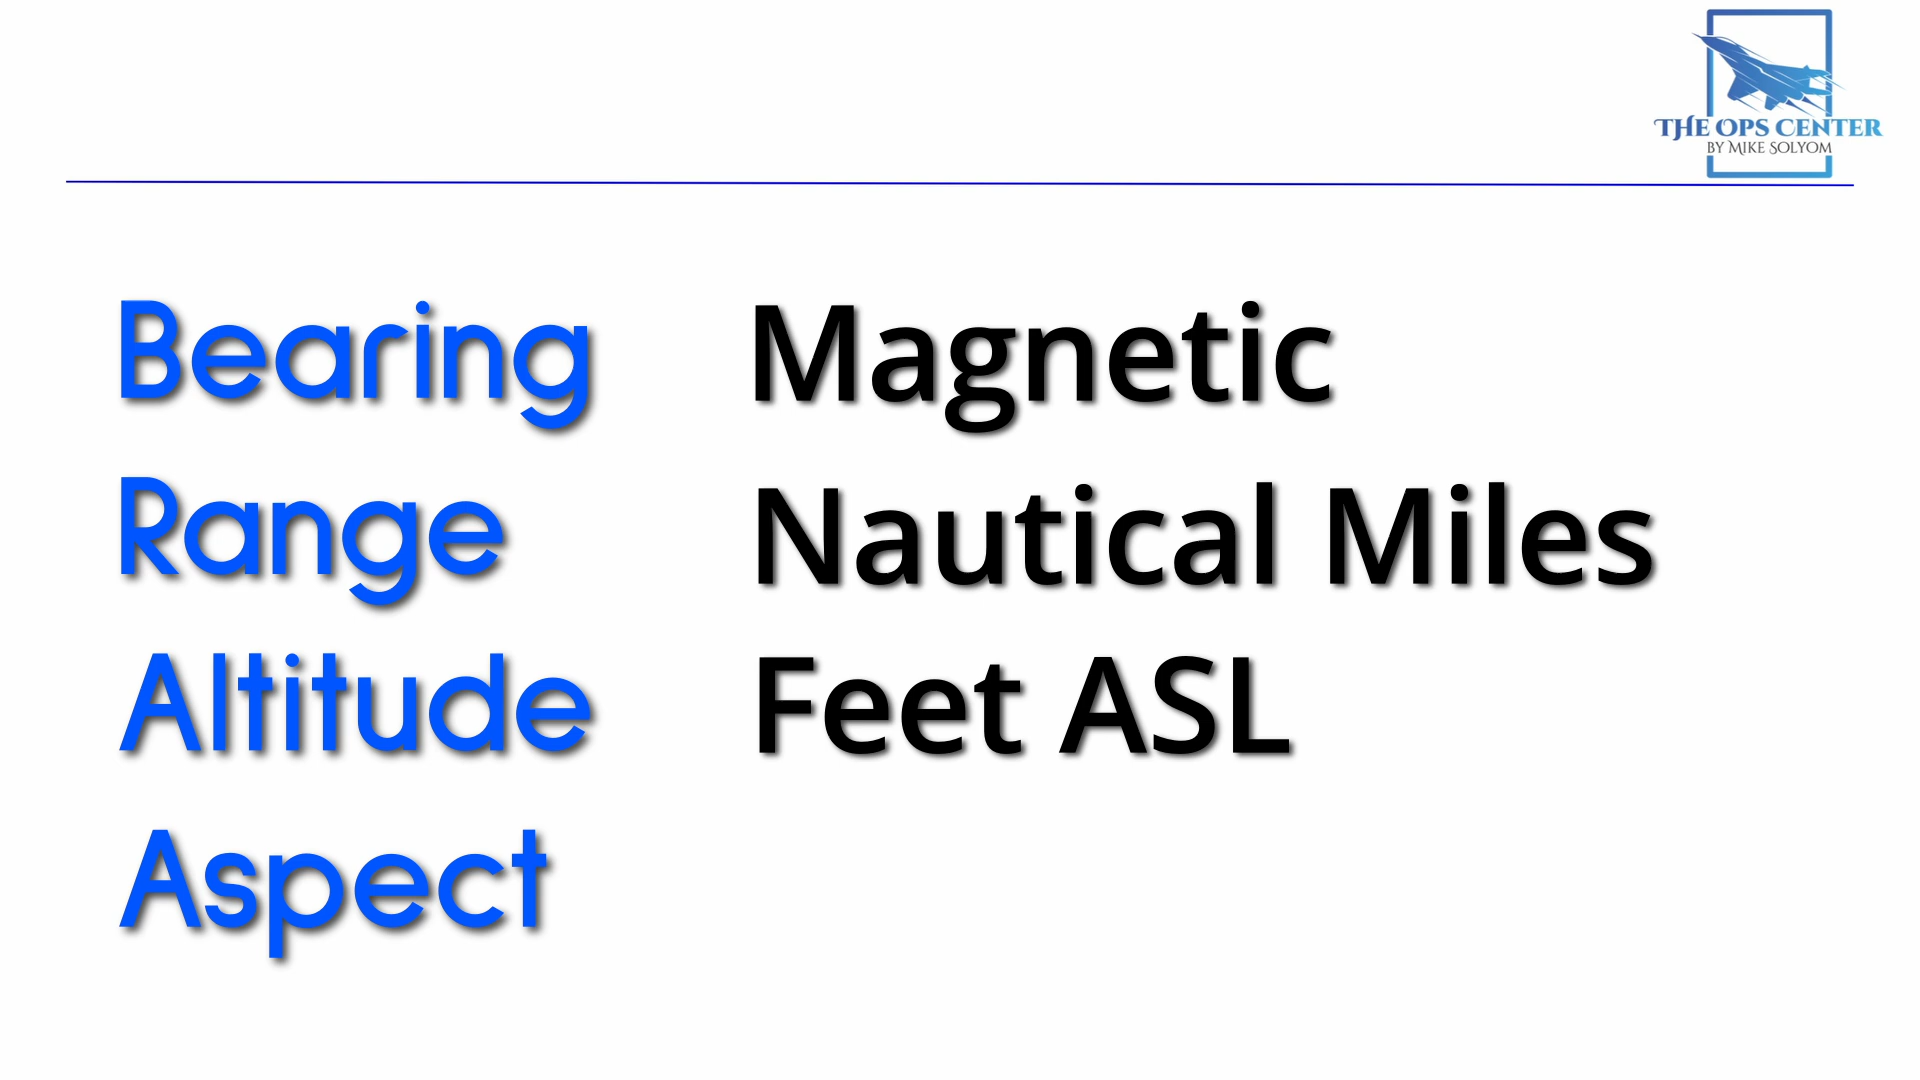 THE OPS CENTER
BY MIKE SOLYOM
Bearing Magnetic
Range Nautical Miles
Altitude Feet ASL
Aspect